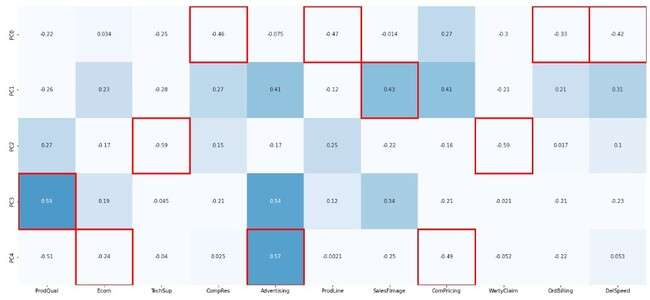 PC0 -0.22 0.034 -0.25 -0.46 -0.075 -0.47 -0.014 0.27 -0.3 -0.33 -0.42
PC1 -0.26 0.23 -0.28 0.27 0.41 -0.12 0.43 0.41 -0.21 0.21 0.31
PC2 0.27 -0.17 -0.59 0.15 -0.17 0.25 -0.22 -0.16 -0.59 0.017 0.1
PC3 0.19 -0.045 -0.21 0.54 0.12 0.34 -0.21 -0.021 -0.21 -0.23
PC4 -0.51 -0.24 -0.04 0.025 0.57 -0.0021 -0.25 -0.49 -0.052 -0.22 0.053
ProdQual Ecom TechSup CompRes Advertising ProdLine SalesFImage ComPricing WartyClaim OrdBilling DelSpeed